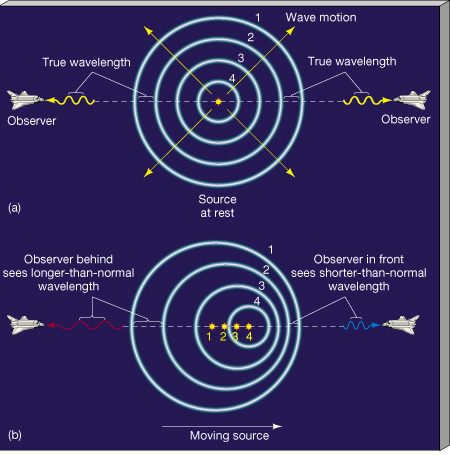 1
Wave motion
2
True wavelength
3
True wavelength
4
Observer
Observer
(a)
Source
at rest
1
Observer behind
sees longer-than-normal
wavelength
2
Observer in front
sees shorter-than-normal
wavelength
3
4
1 2 3 4
(b)
Moving source